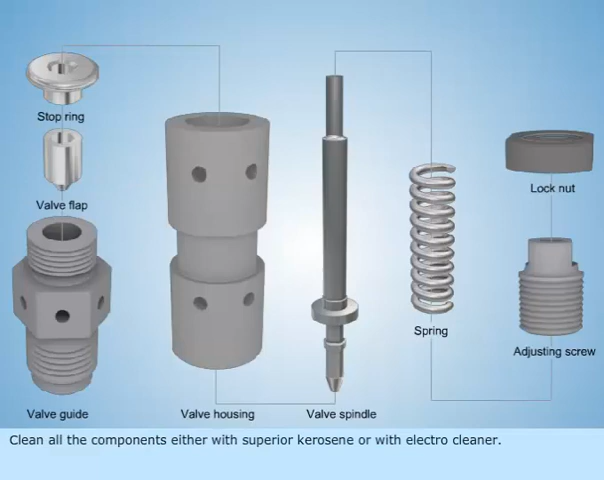 Stop ring
Valve flap
Lock nut
Spring
Adjusting screw
Valve guide
Valve housing
Valve spindle
Clean all the components either with superior kerosene or with electro cleaner.